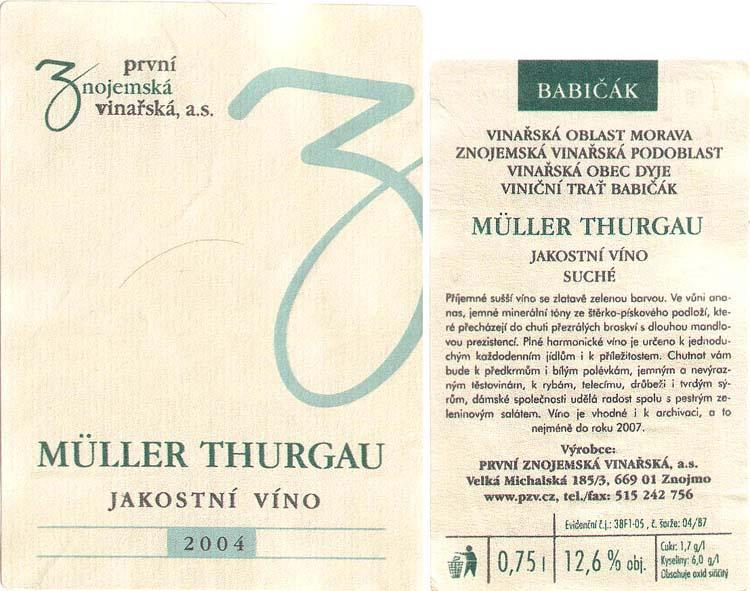 první
Znojemská
vinařská, a.s.
MÜLLER THURGAU
JAKOSTNÍ VÍNO
2004
BABIČÁK
VINAŘSKÁ OBLAST MORAVA
ZNOJEMSKÁ VINAŘSKÁ PODOBLAST
VINAŘSKÁ OBEC DYJE
VINIČNÍ TRAŤ BABIČÁK
MÜLLER THURGAU
JAKOSTNÍ VÍNO
SUCHÉ
Příjemné sušší víno se zlatavě zelenou barvou. Ve vůni ana-
nas, jemné minerální tóny ze štěrko-pískového podloží, kte-
ré přecházejí do chuti přezrálých broskví s dlouhou mandlo-
vou prezistencí. Plné harmonické víno je určeno k jednodu-
chým každodenním jídlům i k příležitostem. Chutnat vám
bude k předkrmům i bílým polévkám, jemným a nevýraz-
ným těstovinám, k rybám, telecímu, drůbeži i tvrdým sý-
rům, dámské společnosti udělá radost spolu s pestrým ze-
leninovým salátem. Víno je vhodné i k archivaci, a to
nejméně do roku 2007.
Výrobce:
PRVNÍ ZNOJEMSKÁ VINAŘSKÁ, a.s.
Velká Michalská 185/3, 669 01 Znojmo
www.pzv.cz, tel./fax: 515 242 756
Evidenční č.j.: 38F1-05 , č. šarže: 04/87
0,75 l
12,6 % obj.
Cukr: 1,7 g/l
Kyseliny: 6,0 g/l
Obsahuje oxid siřičitý